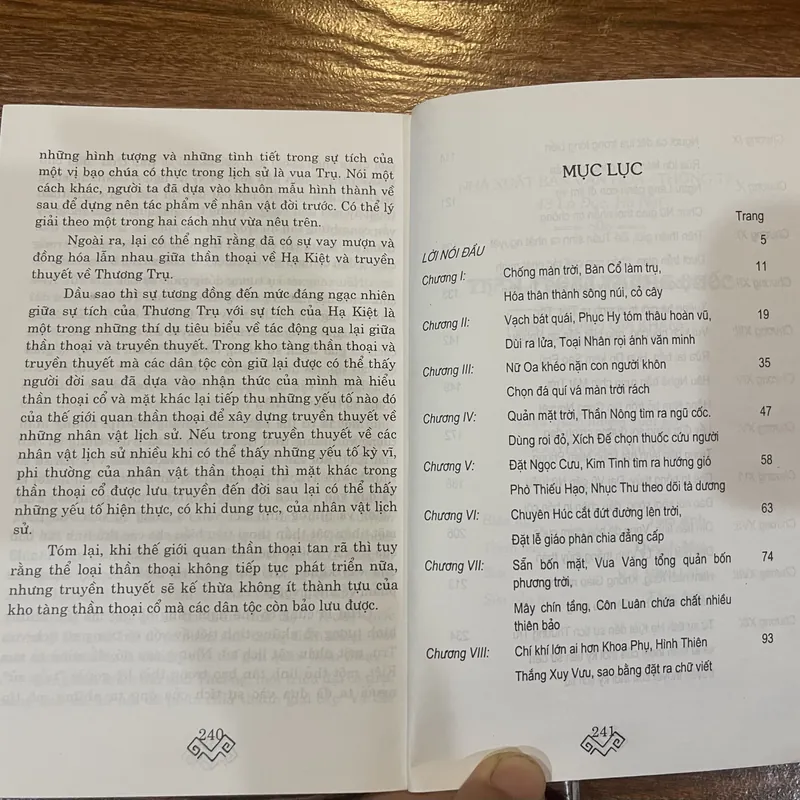 những hình tượng và những tình tiết trong sự tích của
một vị bạo chúa có thực trong lịch sử là vua Trụ. Nói một
cách khác, người ta đã dựa vào khuôn mẫu hình thành về
sau để dựng nên tác phẩm về nhân vật đời trước. Có thể lý
giải theo một trong hai cách như vừa nêu trên.
Ngoài ra, lại có thể nghĩ rằng đã có sự vay mượn và
đồng hóa lẫn nhau giữa thần thoại về Hạ Kiệt và truyền
thuyết về Thương Trụ.
Dầu sao thì sự tương đồng đến mức đáng ngạc nhiên
giữa sự tích của Thương Trụ với sự tích của Hạ Kiệt là
một trong những thí dụ tiêu biểu về tác động qua lại giữa
thần thoại và truyền thuyết. Trong kho tàng thần thoại và
truyền thuyết mà các dân tộc còn giữ lại được có thể thấy
người đời sau đã dựa vào nhận thức của mình mà hiểu
thần thoại cổ và mặt khác lại tiếp thu những yếu tố nào đó
của thế giới quan thần thoại để xây dựng truyền thuyết về
những nhân vật lịch sử. Nếu trong truyền thuyết về các
nhân vật lịch sử nhiều khi có thể thấy những yếu tố kỳ vĩ,
phi thường của nhân vật thần thoại thì mặt khác trong
thần thoại cổ được lưu truyền đến đời sau lại có thể thấy
những yếu tố hiện thực, có khi dung tục, của nhân vật lịch
sử.
Tóm lại, khi thế giới quan thần thoại tan rã thì tuy
rằng thể loại thần thoại không tiếp tục phát triển nữa,
nhưng truyền thuyết sẽ kế thừa không ít thành tựu của
kho tàng thần thoại cổ mà các dân tộc còn bảo lưu được.
240
MỤC LỤC
Trang
LỜI NÓI ĐẦU 5
Chương I: Chống màn trời, Bàn Cổ làm trụ, 11
Hóa thân thành sông núi, cỏ cây
Chương II: Vạch bát quái, Phục Hy tóm thâu hoàn vũ, 19
Dùi ra lửa, Toại Nhân rọi ánh văn minh
Chương III: Nữ Oa khéo nặn con người khôn 35
Chọn đá quí vá màn trời rách
Chương IV: Quản mặt trời, Thần Nông tìm ra ngũ cốc. 47
Dùng roi đỏ, Xích Đế chọn thuốc cứu người
Chương V: Đặt Ngọc Cưu, Kim Tinh tìm ra hướng gió 58
Phò Thiếu Hạo, Nhục Thu theo dõi tà dương
Chương VI: Chuyên Húc cắt đứt đường lên trời, 63
Đặt lễ giáo phân chia đẳng cấp
Chương VII: Sẵn bốn mặt, Vua Vàng tổng quản bốn 74
phương trời,
Mây chín tầng, Côn Luân chứa chất nhiều
thiên bảo
Chương VIII: Chí khí lớn ai hơn Khoa Phụ, Hình Thiên 93
Thắng Xuy Vưu, sao bằng đặt ra chữ viết
241